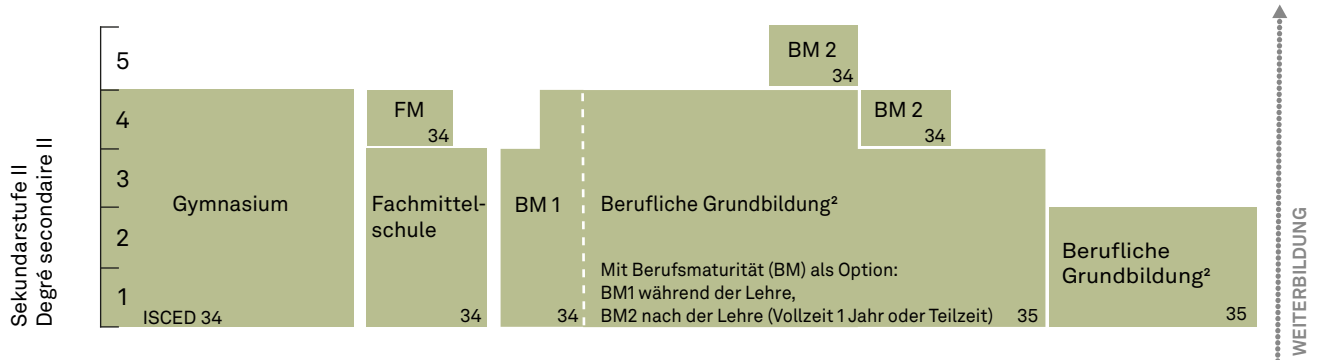 Sekundarstufe II
Degré secondaire II
5
4
3
2
1
Gymnasium
ISCED 34
FM
34
Fachmittel-
schule
34
BM 1
34
BM 2
34
BM 2
34
Berufliche Grundbildung²
Mit Berufsmaturität (BM) als Option:
BM1 während der Lehre,
BM2 nach der Lehre (Vollzeit 1 Jahr oder Teilzeit)
35
Berufliche
Grundbildung²
35
WEITERBILDUNG